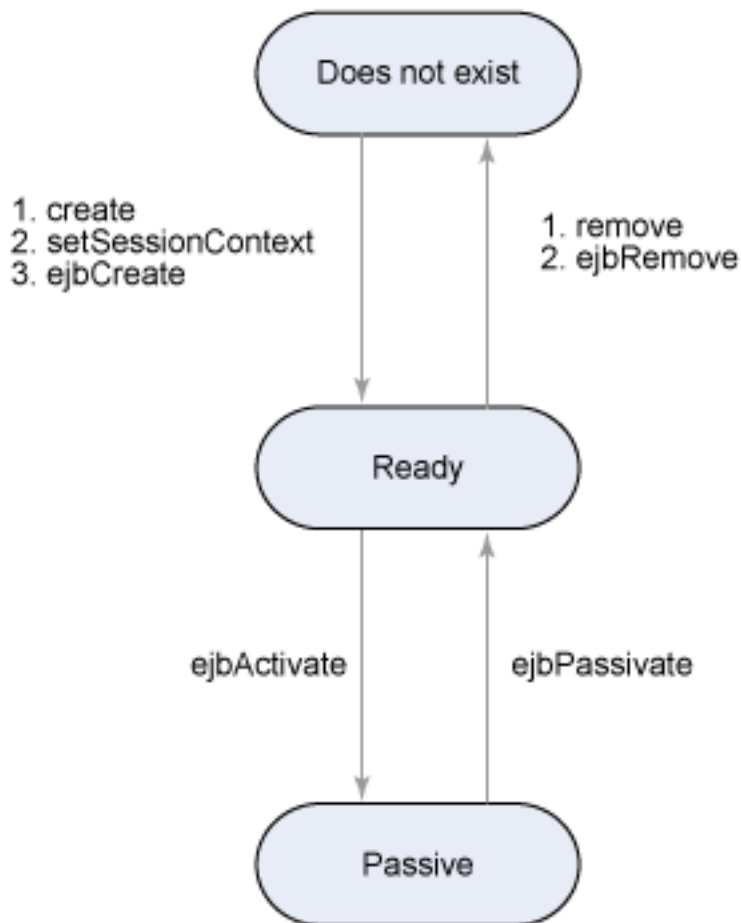 Does not exist
1. create
2. setSessionContext
3. ejbCreate
1. remove
2. ejbRemove
Ready
ejbActivate
ejbPassivate
Passive